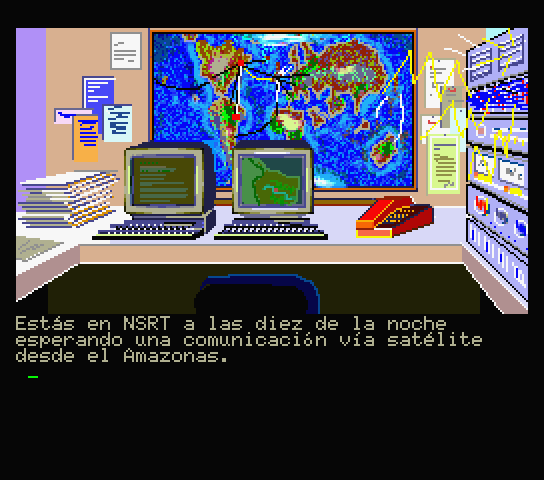 Estás en NSRT a las diez de la noche
esperando una comunicación vía satélite
desde el Amazonas.